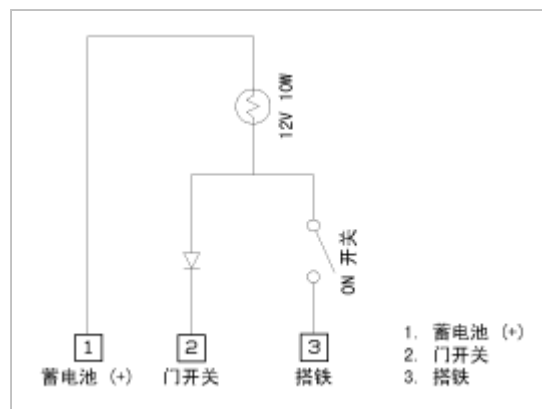 12V 10W
ON 开关
1
2
3
蓄电池 (+)
门开关
搭铁
1. 蓄电池 (+)
2. 门开关
3. 搭铁